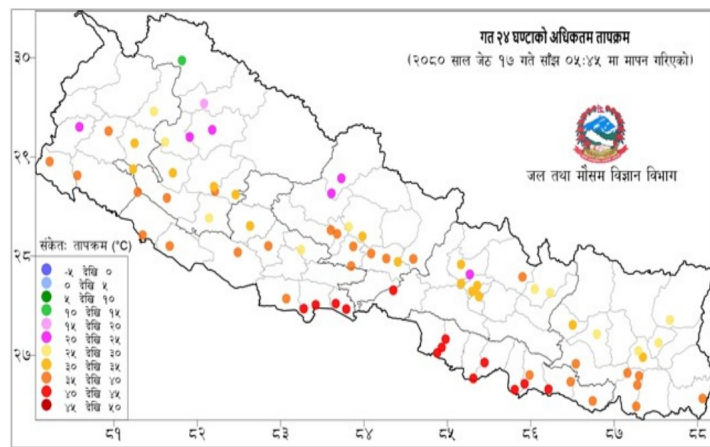 गत २४ घण्टाको अधिकतम तापक्रम
(२०८० साल जेठ १७ गते साँझ ०५:४५ मा मापन गरिएको)
जल तथा मौसम विज्ञान विभाग
३०
२९
२८
२७
संकेतः तापक्रम (°C)
-५ देखि ०
० देखि ५
५ देखि १०
१० देखि १५
१५ देखि २०
२० देखि २५
२५ देखि ३०
३० देखि ३५
३५ देखि ४०
४० देखि ४५
४५ देखि ५०
८१ ८२ ८३ ८४ ८५ ८६ ८७ ८८